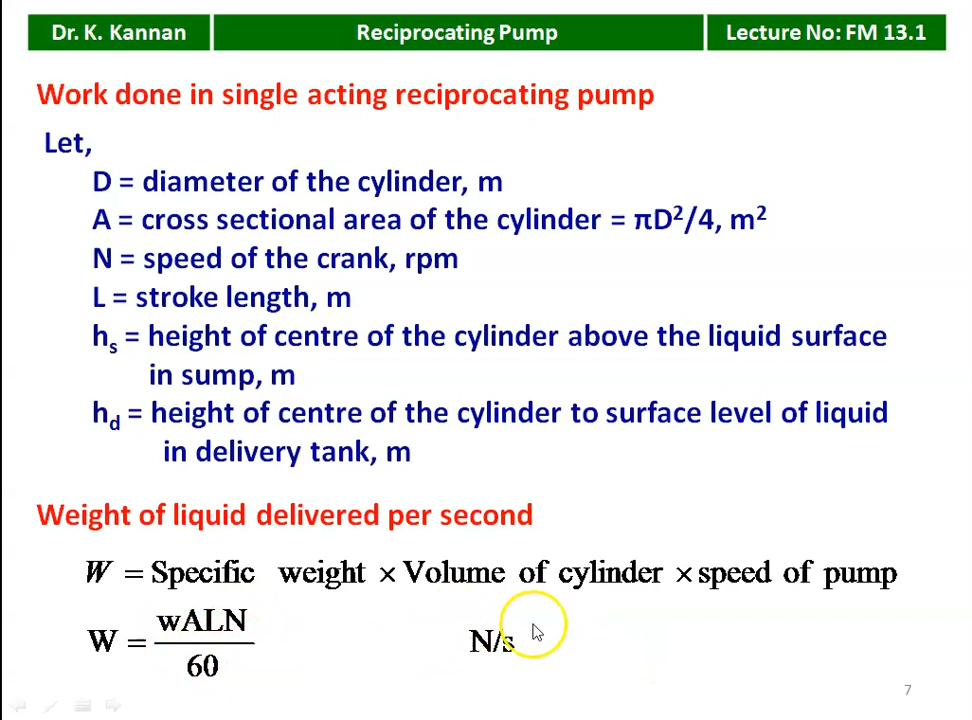 Dr. K. Kannan
Reciprocating Pump
Lecture No: FM 13.1
Work done in single acting reciprocating pump
Let,
D = diameter of the cylinder, m
A = cross sectional area of the cylinder = πD²/4, m²
N = speed of the crank, rpm
L = stroke length, m
hₛ = height of centre of the cylinder above the liquid surface
in sump, m
h_d = height of centre of the cylinder to surface level of liquid
in delivery tank, m
Weight of liquid delivered per second
W = Specific weight × Volume of cylinder × speed of pump
W = wALN/60 N/s
7